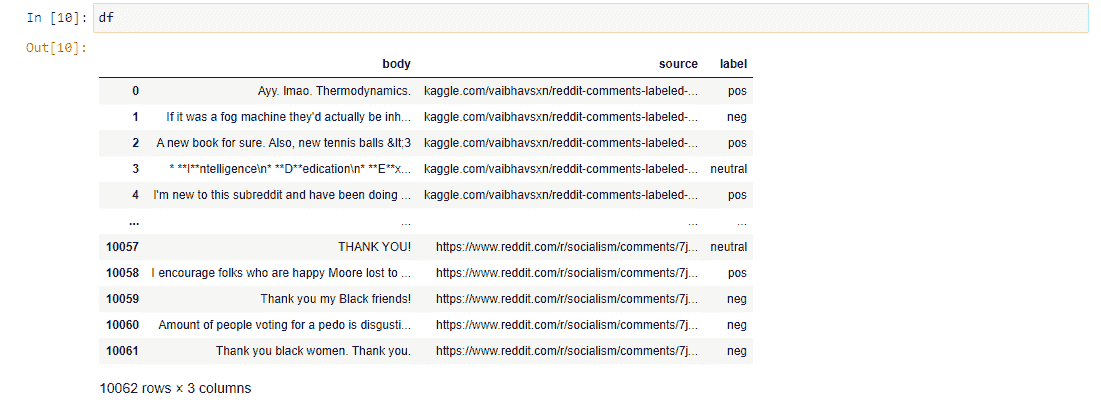 In [10]: df
Out[10]:
body source label
0 Ayy. lmao. Thermodynamics. kaggle.com/vaibhavsxn/reddit-comments-labeled-... pos
1 If it was a fog machine they'd actually be inh... kaggle.com/vaibhavsxn/reddit-comments-labeled-... neg
2 A new book for sure. Also, new tennis balls &lt;3 kaggle.com/vaibhavsxn/reddit-comments-labeled-... pos
3 * **I**ntelligence\n* **D**edication\n* **E**x... kaggle.com/vaibhavsxn/reddit-comments-labeled-... neutral
4 I'm new to this subreddit and have been doing ... kaggle.com/vaibhavsxn/reddit-comments-labeled-... pos
... ... ... ...
10057 THANK YOU! https://www.reddit.com/r/socialism/comments/7j... neutral
10058 I encourage folks who are happy Moore lost to ... https://www.reddit.com/r/socialism/comments/7j... pos
10059 Thank you my Black friends! https://www.reddit.com/r/socialism/comments/7j... neg
10060 Amount of people voting for a pedo is disgusti... https://www.reddit.com/r/socialism/comments/7j... neg
10061 Thank you black women. Thank you. https://www.reddit.com/r/socialism/comments/7j... neg
10062 rows × 3 columns